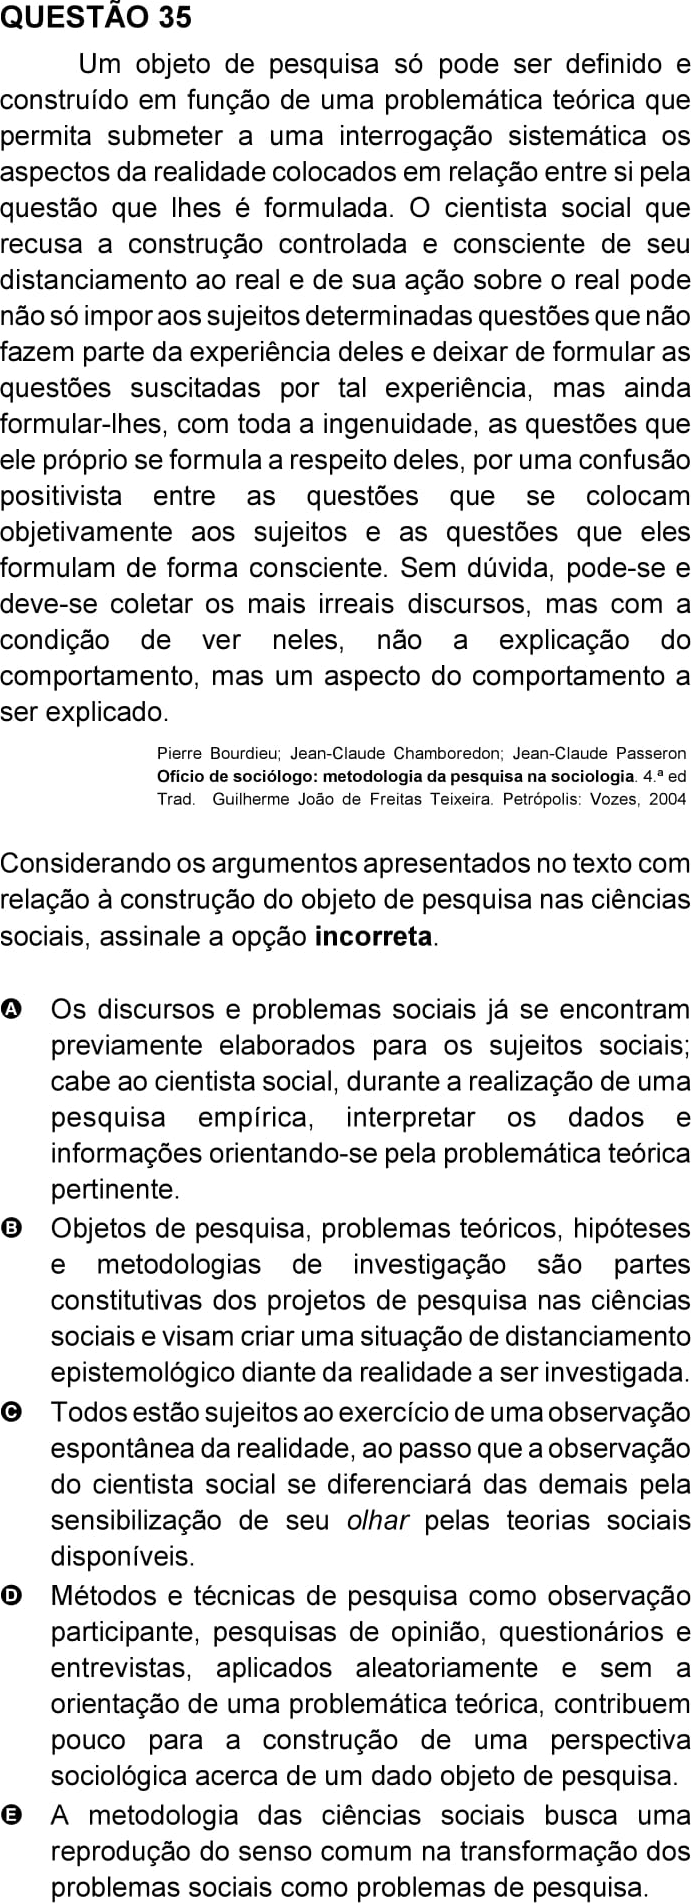 QUESTÃO 35
Um objeto de pesquisa só pode ser definido e
construído em função de uma problemática teórica que
permita submeter a uma interrogação sistemática os
aspectos da realidade colocados em relação entre si pela
questão que lhes é formulada. O cientista social que
recusa a construção controlada e consciente de seu
distanciamento ao real e de sua ação sobre o real pode
não só impor aos sujeitos determinadas questões que não
fazem parte da experiência deles e deixar de formular as
questões suscitadas por tal experiência, mas ainda
formular-lhes, com toda a ingenuidade, as questões que
ele próprio se formula a respeito deles, por uma confusão
positivista entre as questões que se colocam
objetivamente aos sujeitos e as questões que eles
formulam de forma consciente. Sem dúvida, pode-se e
deve-se coletar os mais irreais discursos, mas com a
condição de ver neles, não a explicação do
comportamento, mas um aspecto do comportamento a
ser explicado.
Pierre Bourdieu; Jean-Claude Chamboredon; Jean-Claude Passeron
Ofício de sociólogo: metodologia da pesquisa na sociologia. 4.ª ed
Trad. Guilherme João de Freitas Teixeira. Petrópolis: Vozes, 2004
Considerando os argumentos apresentados no texto com
relação à construção do objeto de pesquisa nas ciências
sociais, assinale a opção incorreta.
A Os discursos e problemas sociais já se encontram
previamente elaborados para os sujeitos sociais;
cabe ao cientista social, durante a realização de uma
pesquisa empírica, interpretar os dados e
informações orientando-se pela problemática teórica
pertinente.
B Objetos de pesquisa, problemas teóricos, hipóteses
e metodologias de investigação são partes
constitutivas dos projetos de pesquisa nas ciências
sociais e visam criar uma situação de distanciamento
epistemológico diante da realidade a ser investigada.
C Todos estão sujeitos ao exercício de uma observação
espontânea da realidade, ao passo que a observação
do cientista social se diferenciará das demais pela
sensibilização de seu olhar pelas teorias sociais
disponíveis.
D Métodos e técnicas de pesquisa como observação
participante, pesquisas de opinião, questionários e
entrevistas, aplicados aleatoriamente e sem a
orientação de uma problemática teórica, contribuem
pouco para a construção de uma perspectiva
sociológica acerca de um dado objeto de pesquisa.
E A metodologia das ciências sociais busca uma
reprodução do senso comum na transformação dos
problemas sociais como problemas de pesquisa.